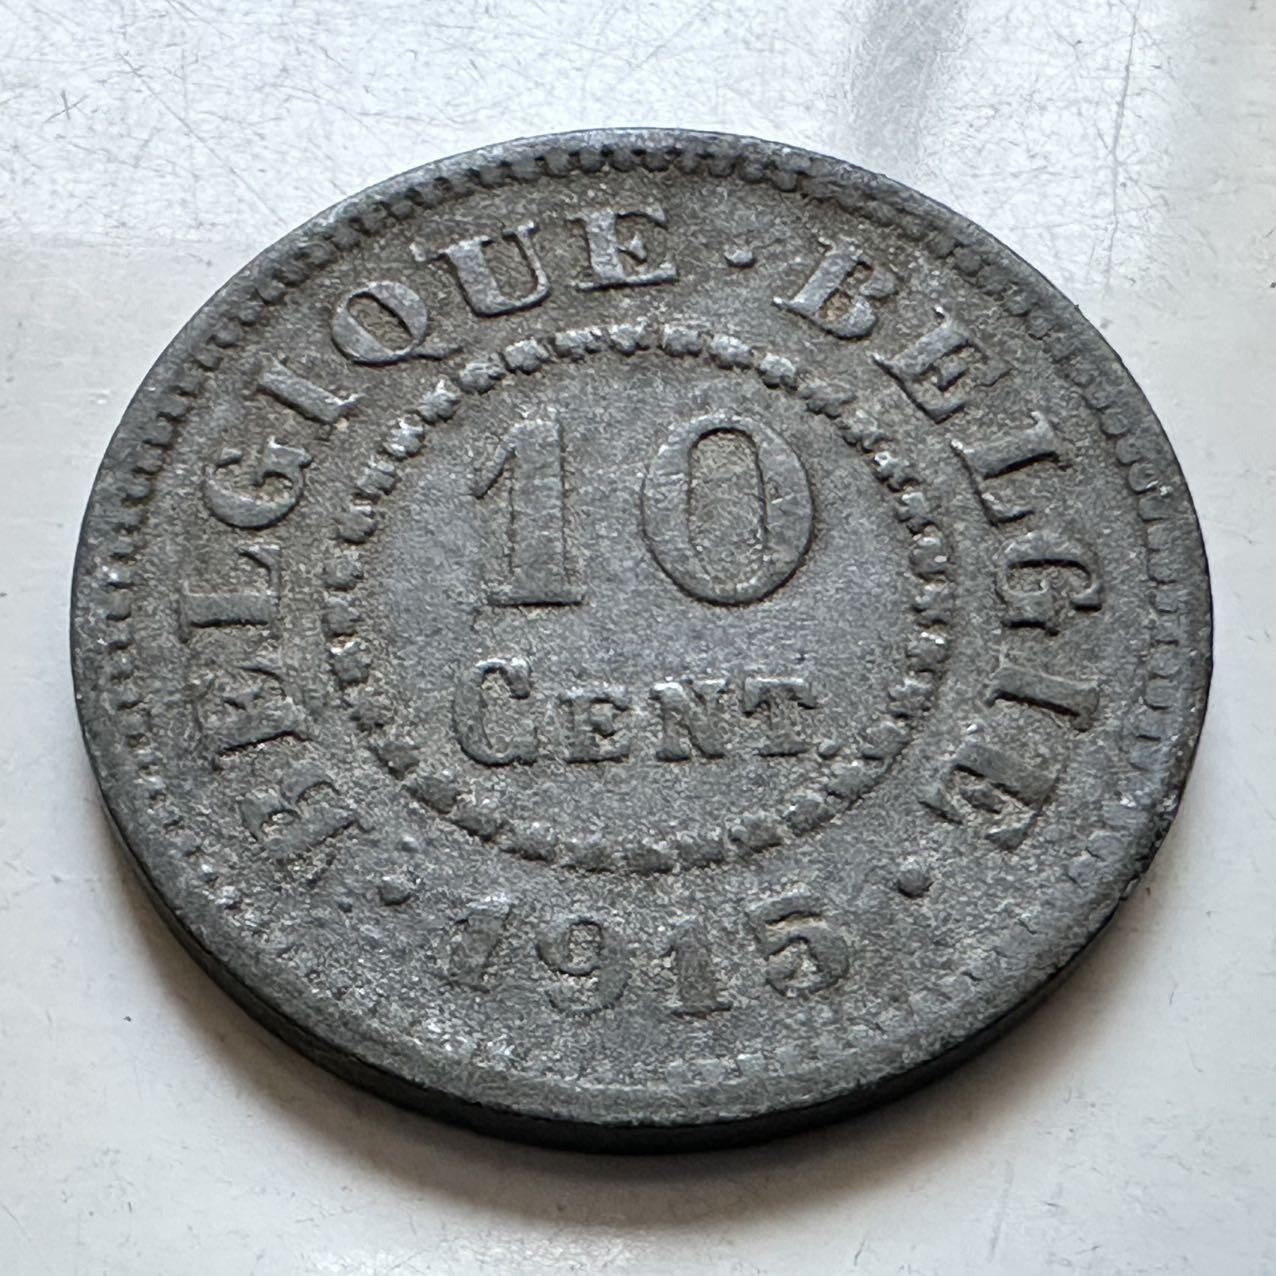 BELGIQUE · BELGIE
10
CENT.
· 1915 ·